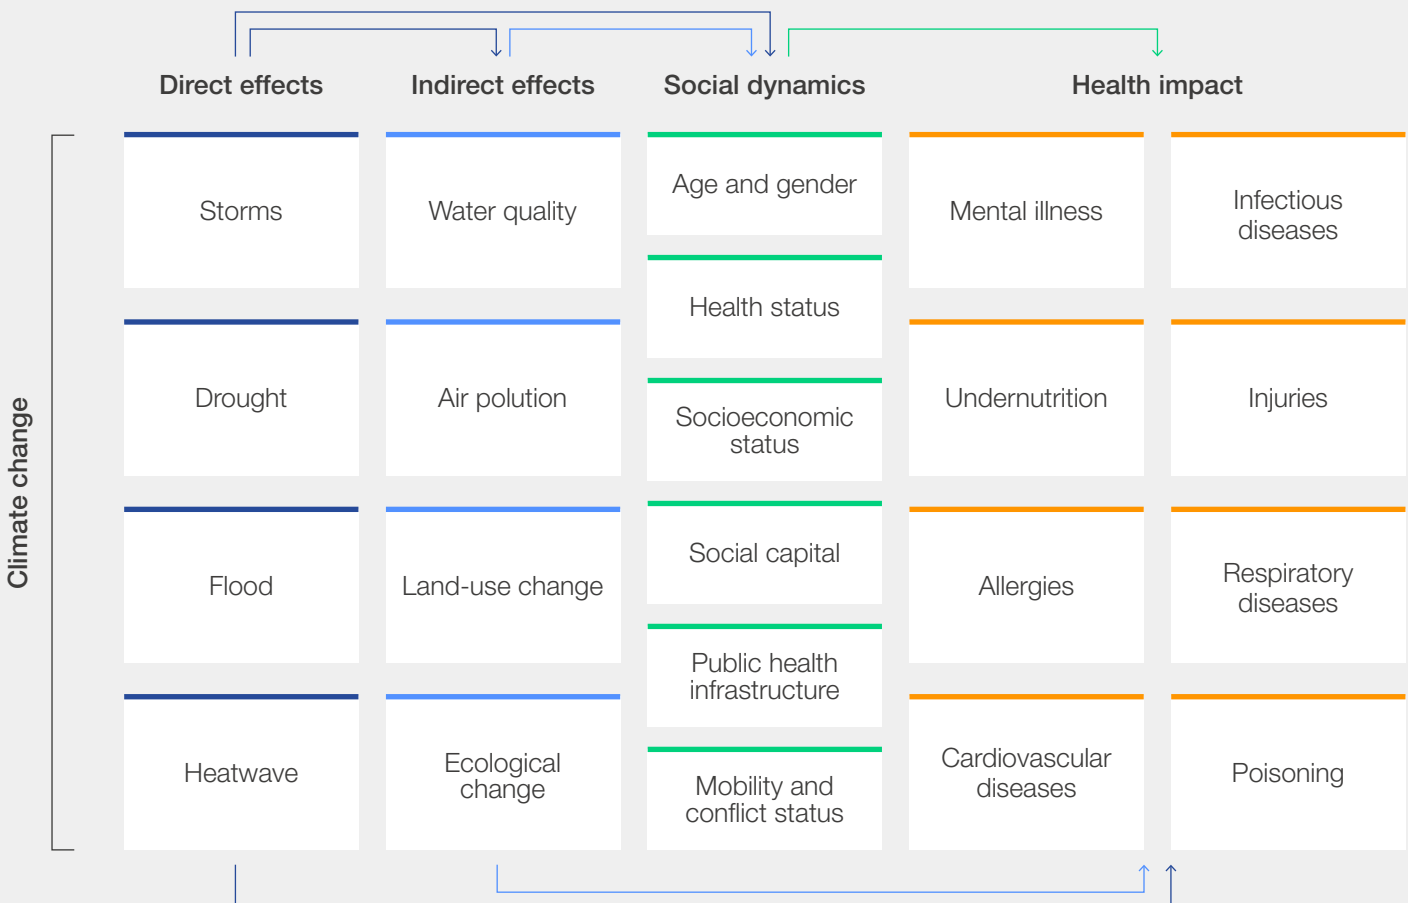 Direct effects
Indirect effects
Social dynamics
Health impact
Climate change
Storms
Drought
Flood
Heatwave
Water quality
Air polution
Land-use change
Ecological
change
Age and gender
Health status
Socioeconomic
status
Social capital
Public health
infrastructure
Mobility and
conflict status
Mental illness
Undernutrition
Allergies
Cardiovascular
diseases
Infectious
diseases
Injuries
Respiratory
diseases
Poisoning